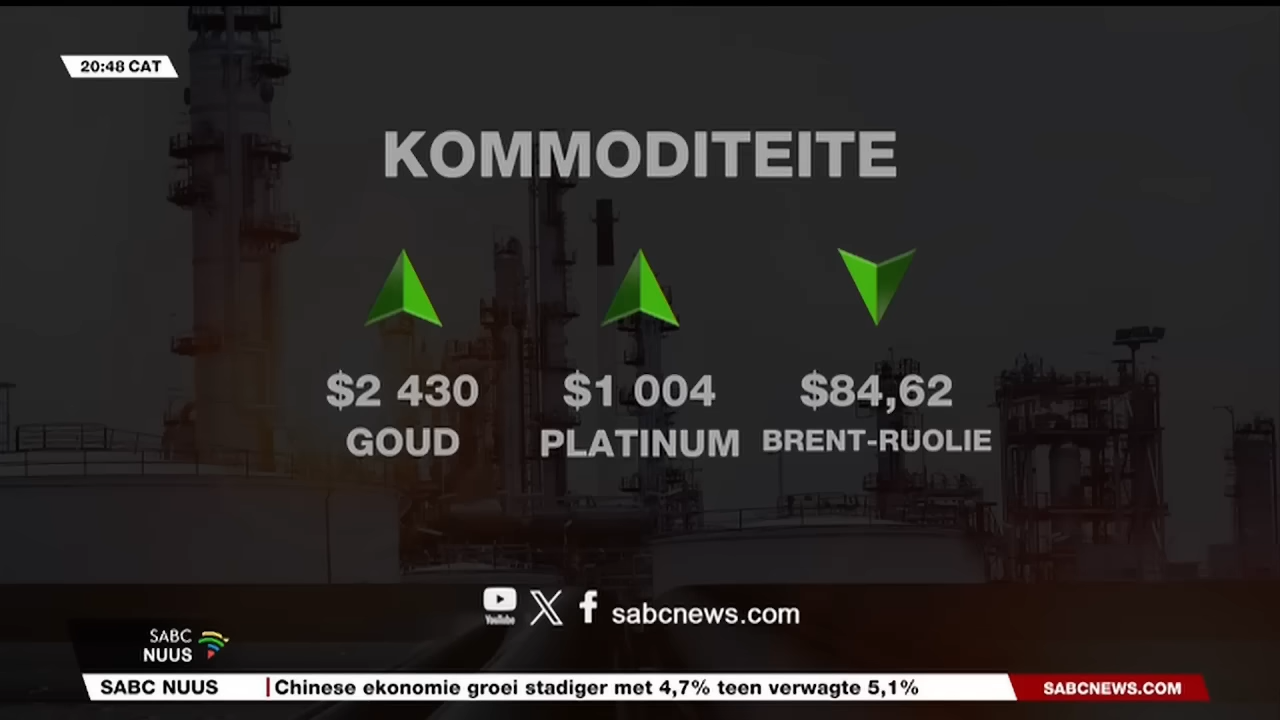 20:48 CAT
KOMMODITEITE
$2 430 $1 004 $84,62
GOUD PLATINUM BRENT-RUOLIE
YouTube sabcnews.com
SABC
NUUS
SABC NUUS Chinese ekonomie groei stadiger met 4,7% teen verwagte 5,1% SABCNEWS.COM